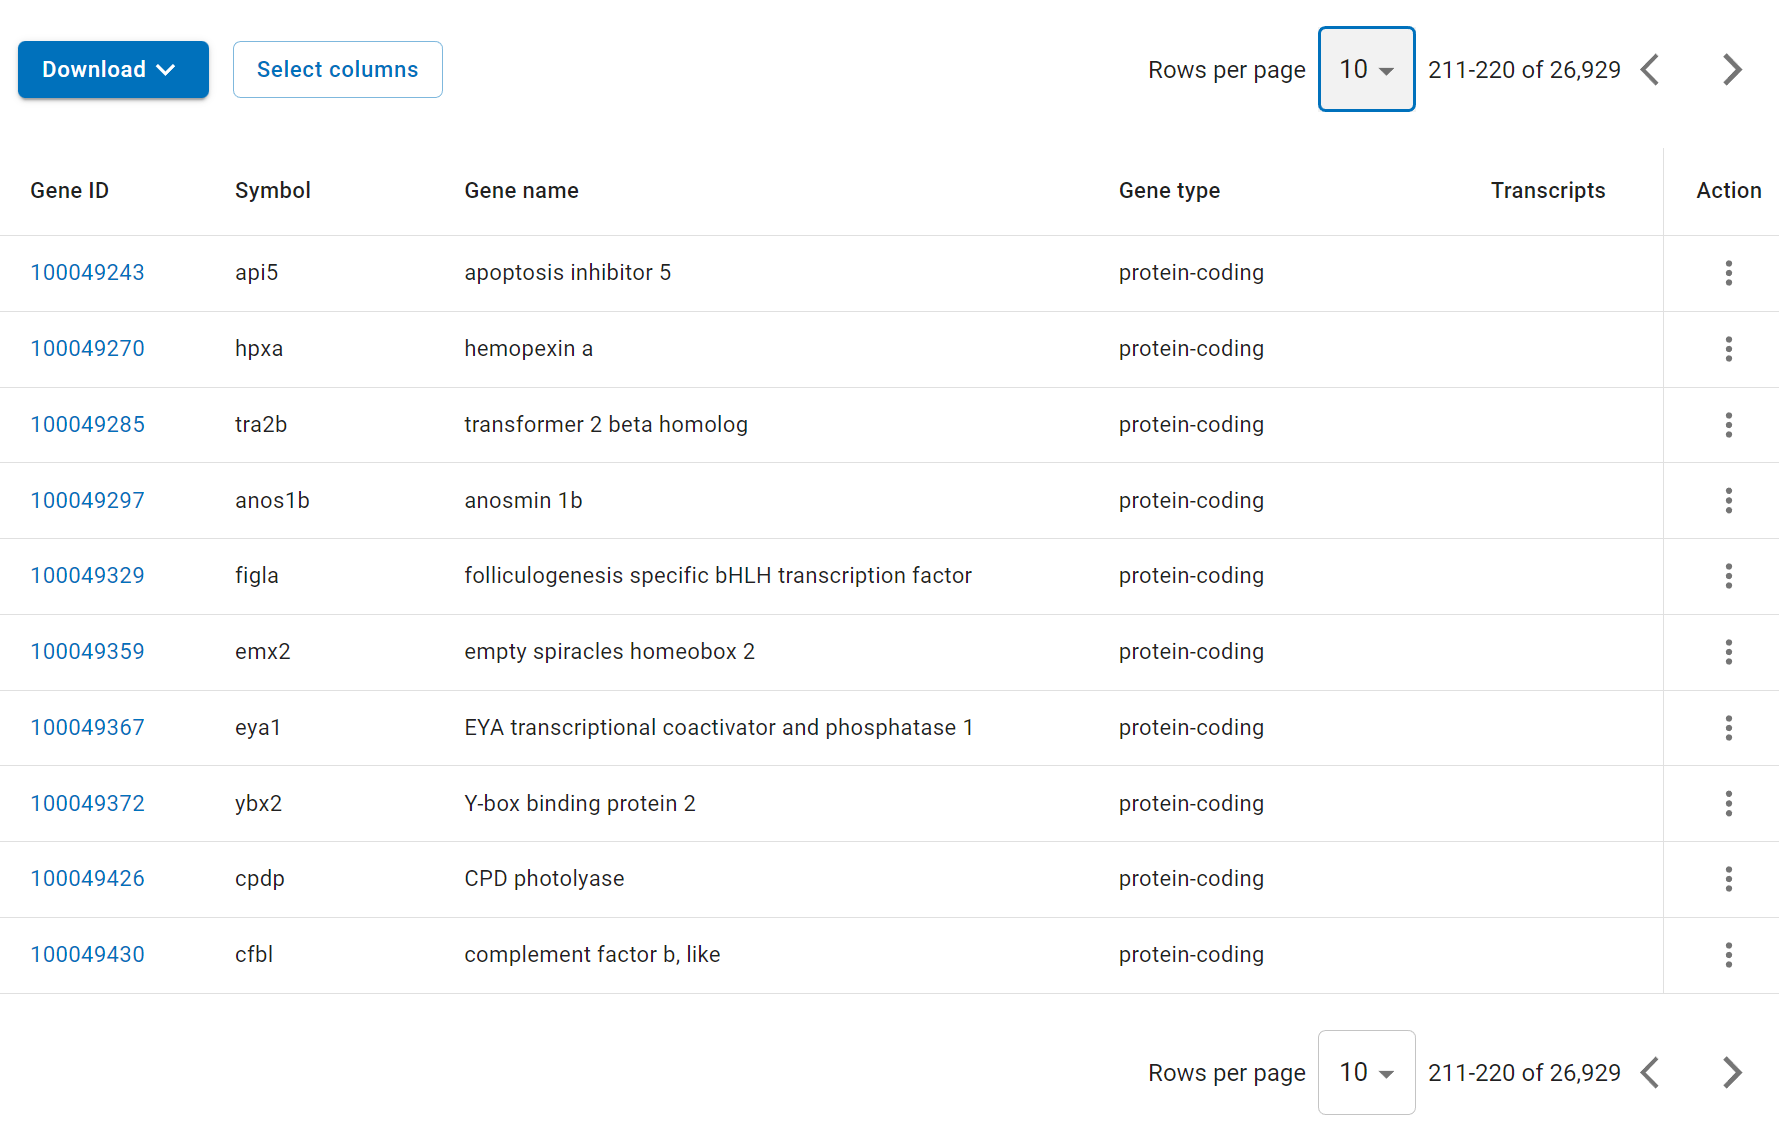 Download Select columns Rows per page 10 211-220 of 26,929
Gene ID Symbol Gene name Gene type Transcripts Action
100049243 api5 apoptosis inhibitor 5 protein-coding
100049270 hpxa hemopexin a protein-coding
100049285 tra2b transformer 2 beta homolog protein-coding
100049297 anos1b anosmin 1b protein-coding
100049329 figla folliculogenesis specific bHLH transcription factor protein-coding
100049359 emx2 empty spiracles homeobox 2 protein-coding
100049367 eya1 EYA transcriptional coactivator and phosphatase 1 protein-coding
100049372 ybx2 Y-box binding protein 2 protein-coding
100049426 cpdp CPD photolyase protein-coding
100049430 cfbl complement factor b, like protein-coding
Rows per page 10 211-220 of 26,929